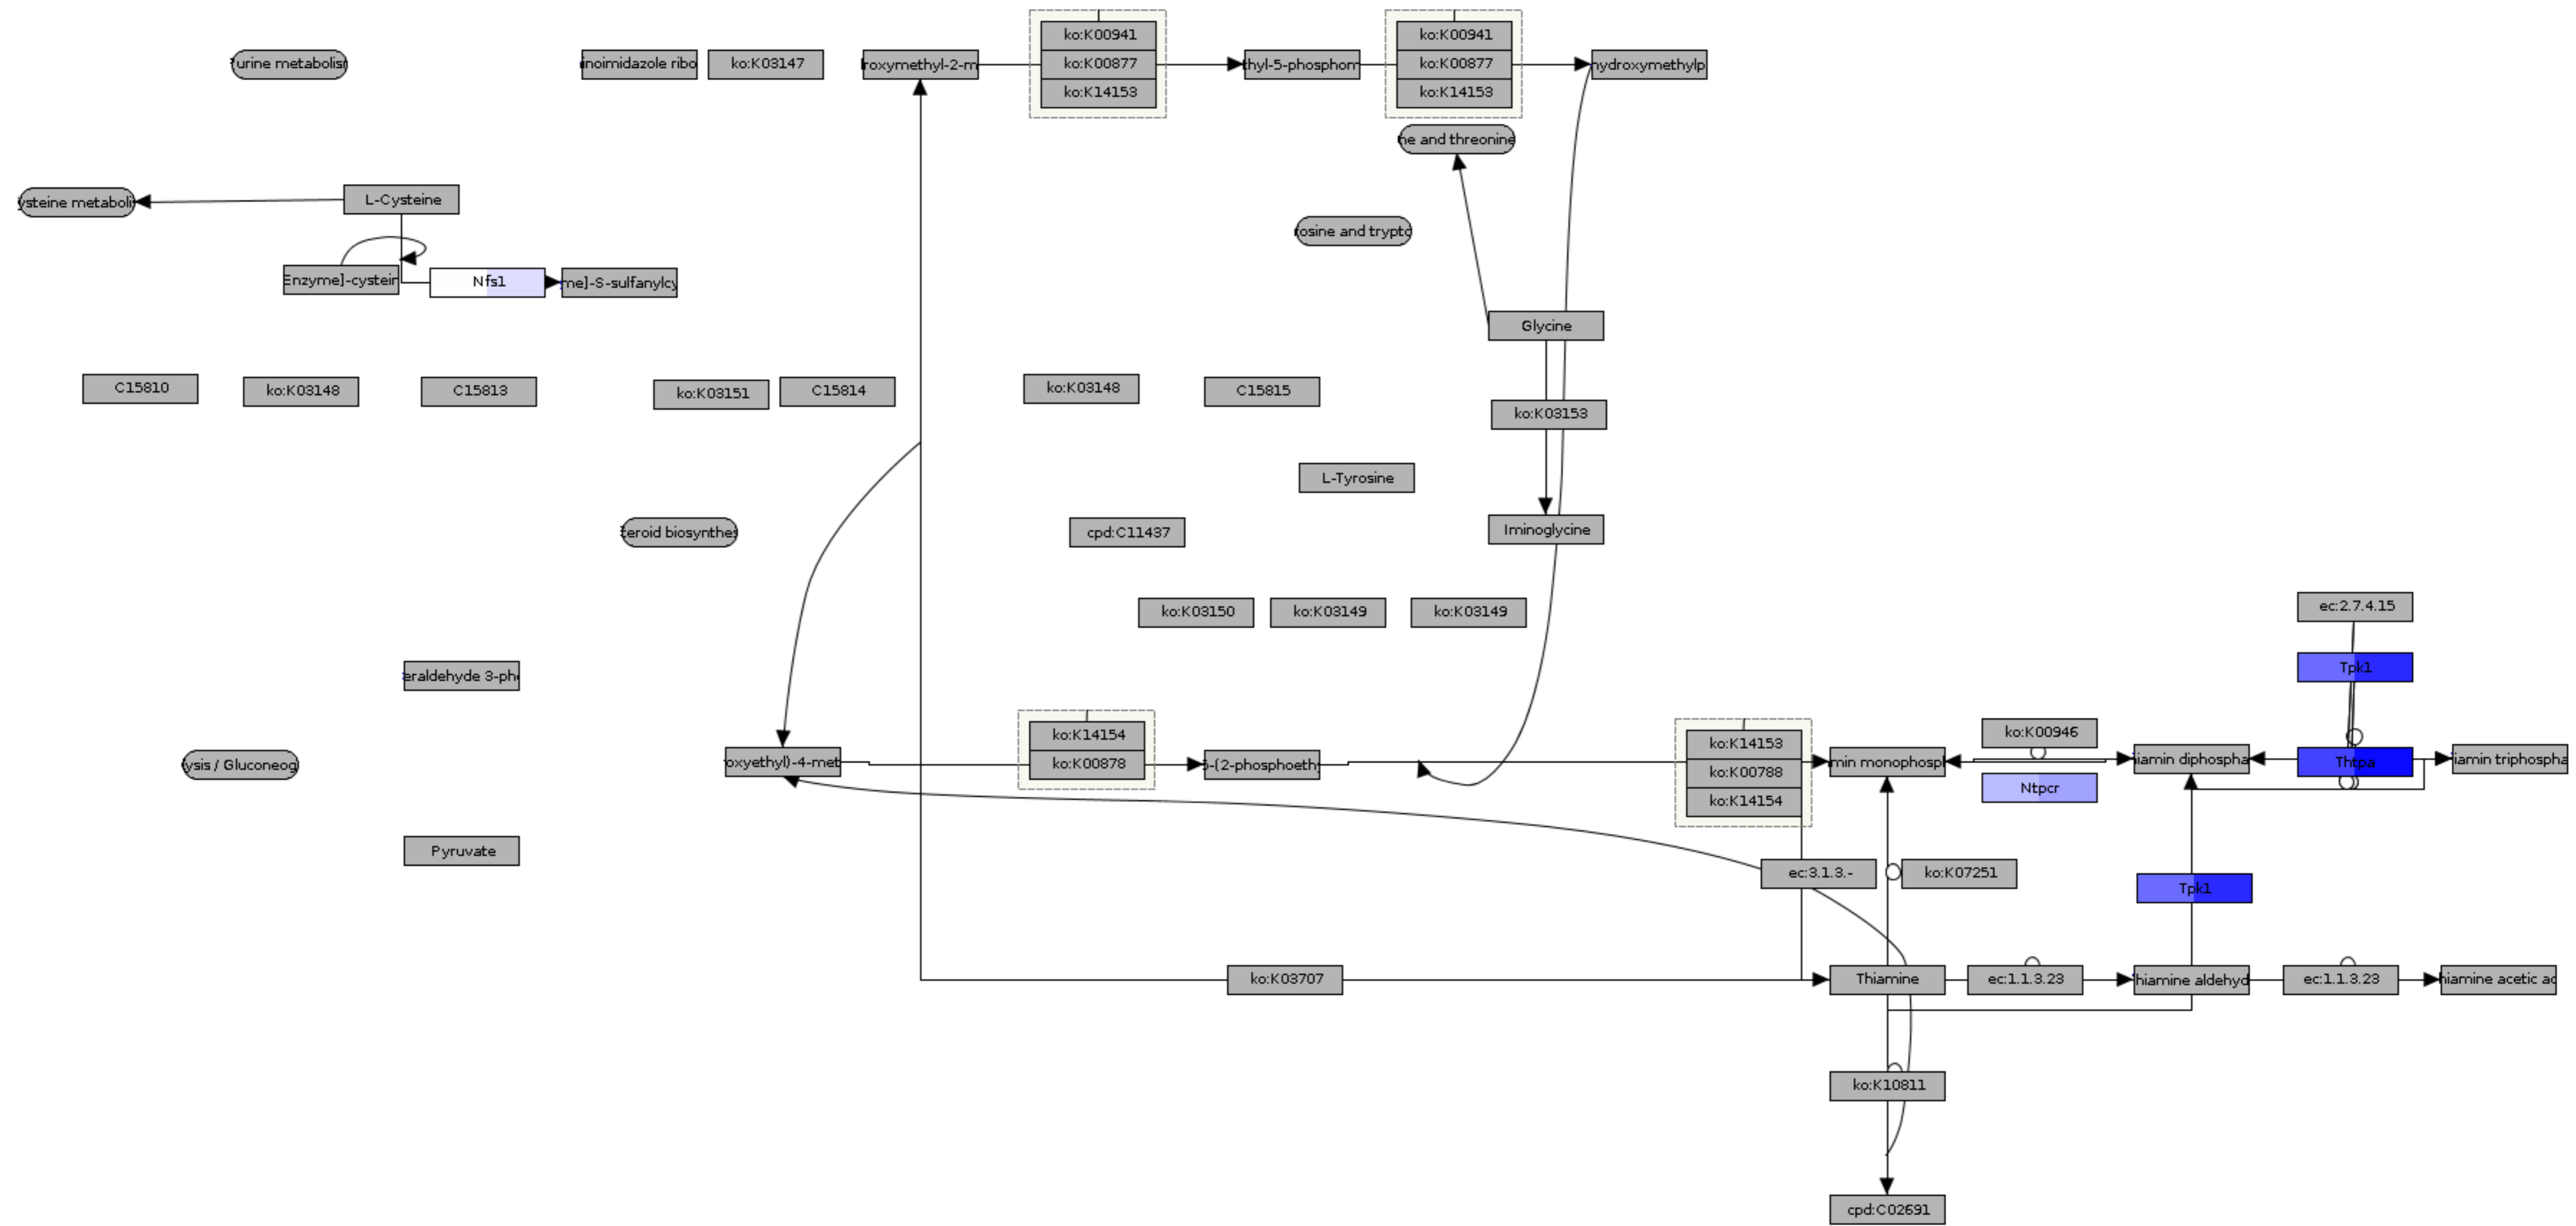 ko:K00941
ko:K00877
ko:K14153
ko:K00941
ko:K00877
ko:K14153
urine metabolisr
inoimidazole ribo
ko:K03147
roxymethyl-2-m
thyl-5-phosphom
hydroxymethylp
ne and threonine
ysteine metaboli
L-Cysteine
rosine and trypto
Enzyme]-cystein
Nfs1
me]-S-sulfanylcy
Glycine
C15810
ko:K03148
C15813
ko:K03151
C15814
ko:K03148
C15815
ko:K03153
L-Tyrosine
eroid biosynthes
cpd:C11437
Iminoglycine
ko:K03150
ko:K03149
ko:K03149
ec:2.7.4.15
Tpk1
eraldehyde 3-pho
ko:K14154
ko:K00878
ko:K14153
ko:K00788
ko:K14154
ko:K00946
lysis / Gluconeog
oxyethyl)-4-met
5-(2-phosphoethy
min monophosph
iamin diphospha
Thtpa
iamin triphospha
Ntpcr
Pyruvate
ec:3.1.3.-
ko:K07251
Tpk1
ko:K03707
Thiamine
ec:1.1.3.23
hiamine aldehyd
ec:1.1.3.23
hiamine acetic ac
ko:K10811
cpd:C02691